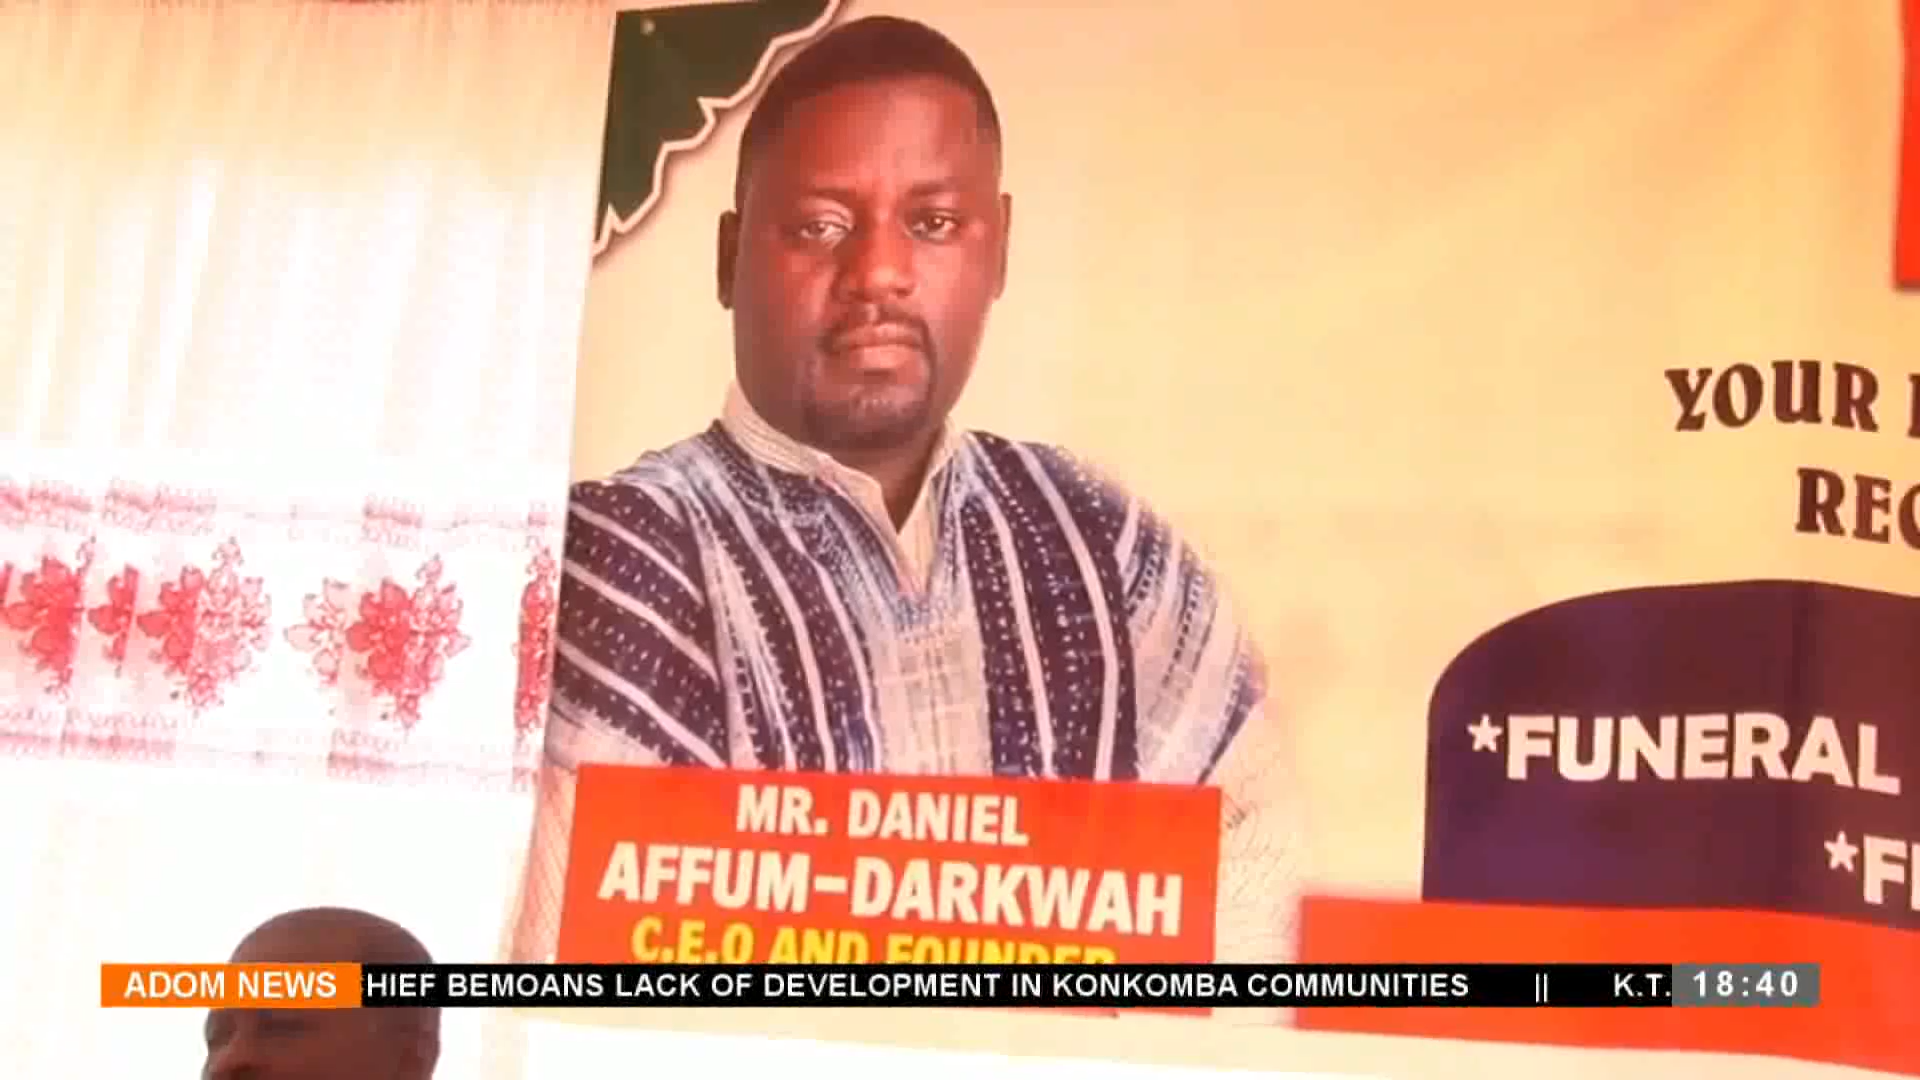 YOUR
MR. DANIEL
AFFUM-DARKWAH
C.E.O AND FOUNDER
*FUNERAL
ADOM NEWS
HIEF BEMOANS LACK OF DEVELOPMENT IN KONKOMBA COMMUNITIES || K.T. 18:40